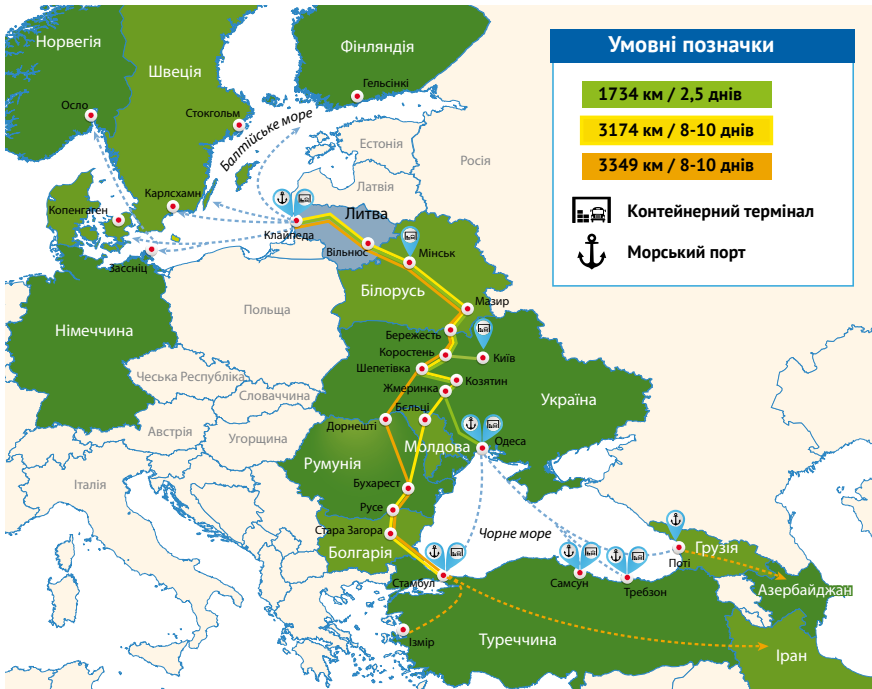 Норвегія
Швеція
Фінляндія
Осло
Стокгольм
Гельсінкі
Балтійське море
Естонія
Росія
Латвія
Копенгаген
Карлсхамн
Зассніц
Клайпеда
Литва
Вільнюс
Мінськ
Білорусь
Мазир
Польща
Німеччина
Бережесть
Коростень
Київ
Шепетівка
Козятин
Жмеринка
Україна
Чеська Республіка
Словаччина
Австрія
Угорщина
Італія
Бєльці
Дорнешті
Молдова
Одеса
Румунія
Бухарест
Русе
Стара Загора
Болгарія
Чорне море
Стамбул
Самсун
Требзон
Поті
Грузія
Азербайджан
Ізмір
Туреччина
Іран
Умовні позначки
1734 км / 2,5 днів
3174 км / 8-10 днів
3349 км / 8-10 днів
Контейнерний термінал
Морський порт